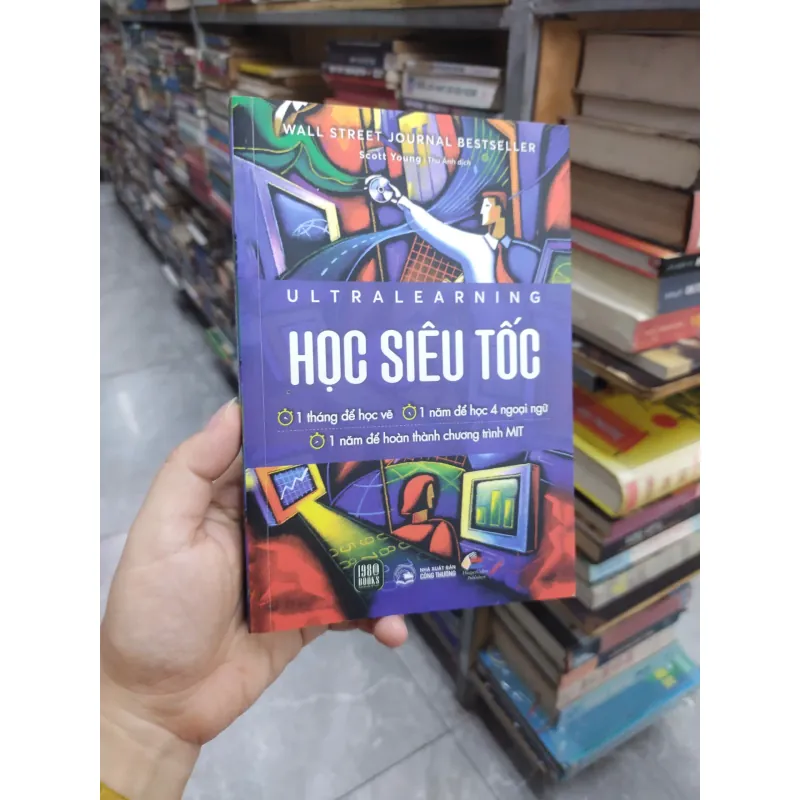 WALL STREET JOURNAL BESTSELLER
Scott Young | Thu Anh dịch
ULTRALEARNING
HỌC SIÊU TỐC
1 tháng để học vẽ 1 năm để học 4 ngoại ngữ
1 năm để hoàn thành chương trình MIT
1980 BOOKS
NHÀ XUẤT BẢN
CÔNG THƯƠNG
HarperCollins
Publishers